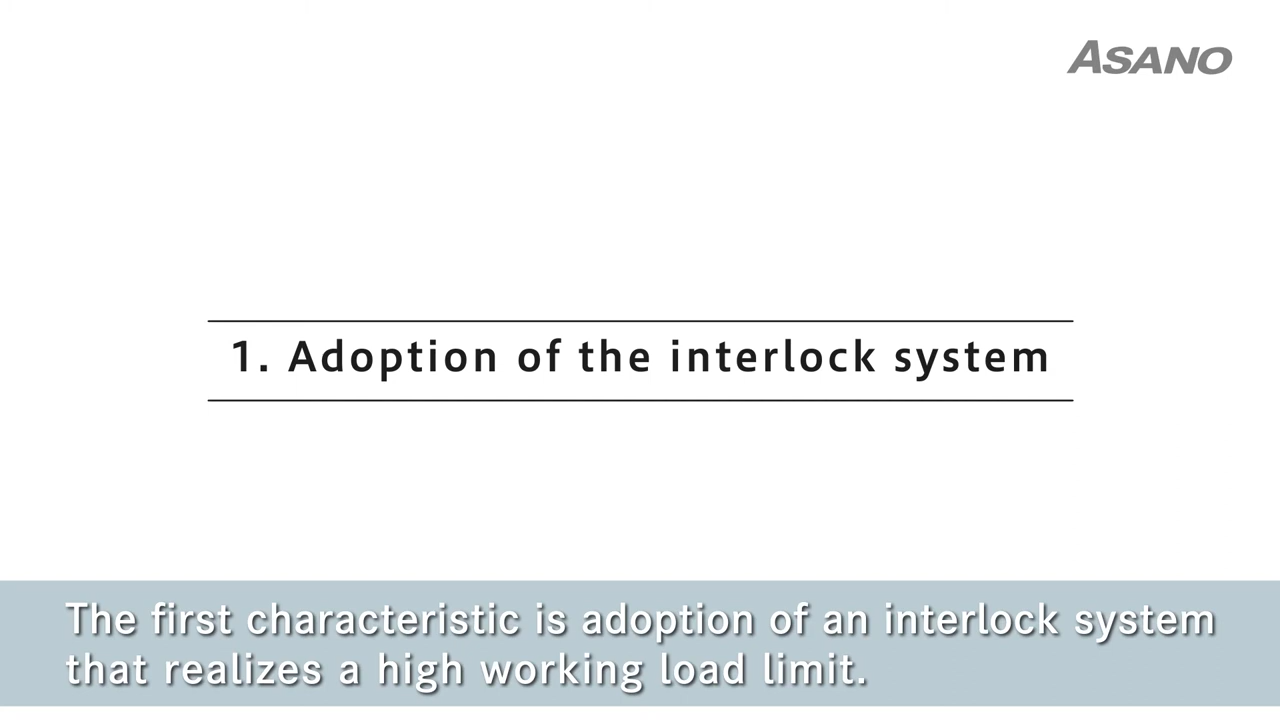 ASANO
1. Adoption of the interlock system
The first characteristic is adoption of an interlock system
that realizes a high working load limit.